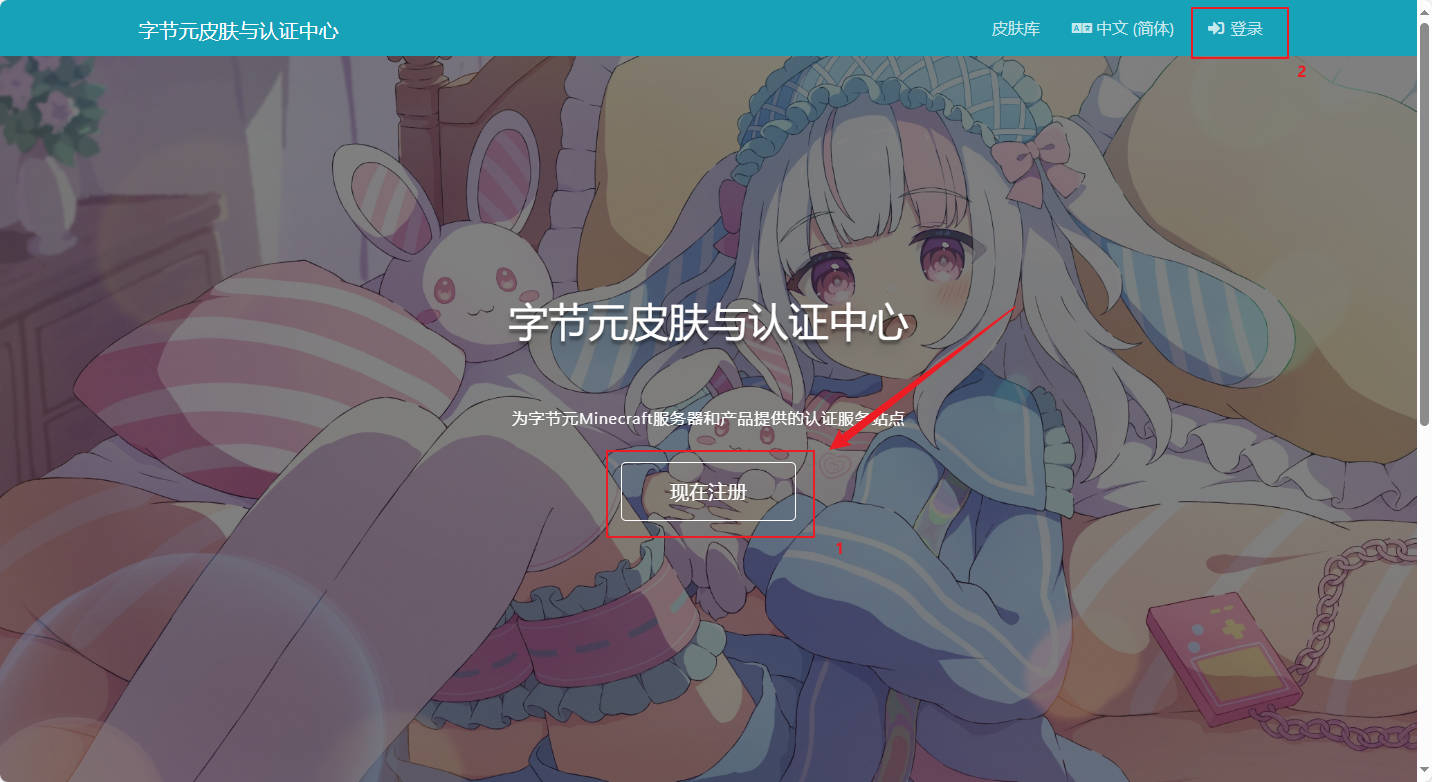 字节元皮肤与认证中心
皮肤库
中文 (简体)
登录
2
字节元皮肤与认证中心
为字节元Minecraft服务器和产品提供的认证服务站点
现在注册
1